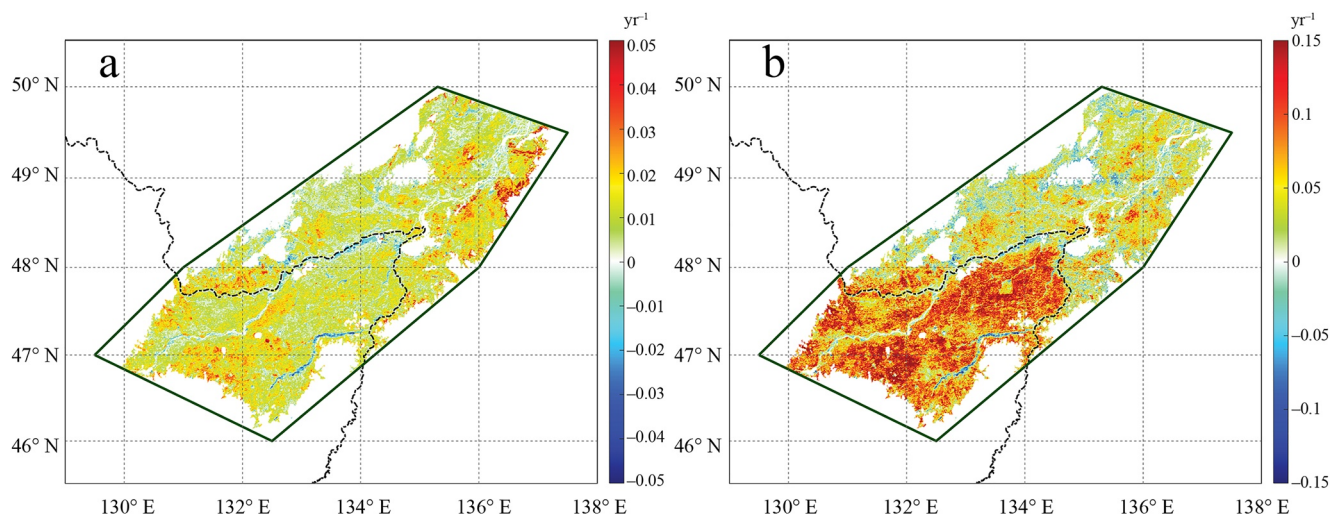 a
yr⁻¹
50° N
49° N
48° N
47° N
46° N
130° E 132° E 134° E 136° E 138° E
0.05
0.04
0.03
0.02
0.01
0
–0.01
–0.02
–0.03
–0.04
–0.05
b
yr⁻¹
50° N
49° N
48° N
47° N
46° N
130° E 132° E 134° E 136° E 138° E
0.15
0.1
0.05
0
–0.05
–0.1
–0.15